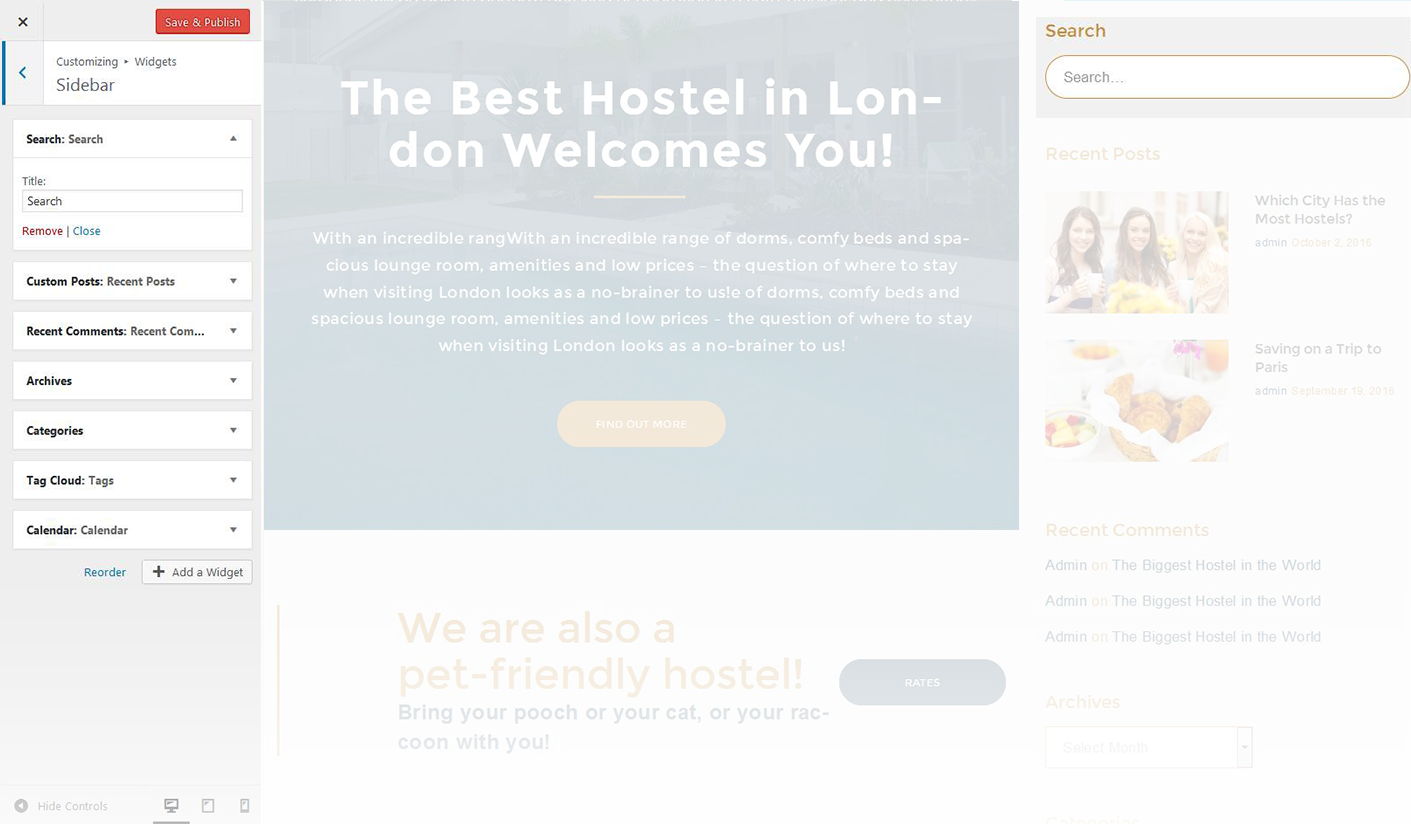 Save & Publish
Customizing ▸ Widgets
Sidebar
Search: Search
Title:
Search
Remove | Close
Custom Posts: Recent Posts
Recent Comments: Recent Com...
Archives
Categories
Tag Cloud: Tags
Calendar: Calendar
Reorder
Add a Widget
Hide Controls
The Best Hostel in Lon-
don Welcomes You!
With an incredible rangWith an incredible range of dorms, comfy beds and spa-
cious lounge room, amenities and low prices – the question of where to stay
when visiting London looks as a no-brainer to us!e of dorms, comfy beds and
spacious lounge room, amenities and low prices – the question of where to stay
when visiting London looks as a no-brainer to us!
FIND OUT MORE
We are also a
pet-friendly hostel!
Bring your pooch or your cat, or your rac-
coon with you!
RATES
Search
Search…
Recent Posts
Which City Has the
Most Hostels?
admin October 2, 2016
Saving on a Trip to
Paris
admin September 19, 2016
Recent Comments
Admin on The Biggest Hostel in the World
Admin on The Biggest Hostel in the World
Admin on The Biggest Hostel in the World
Archives
Select Month
Categories